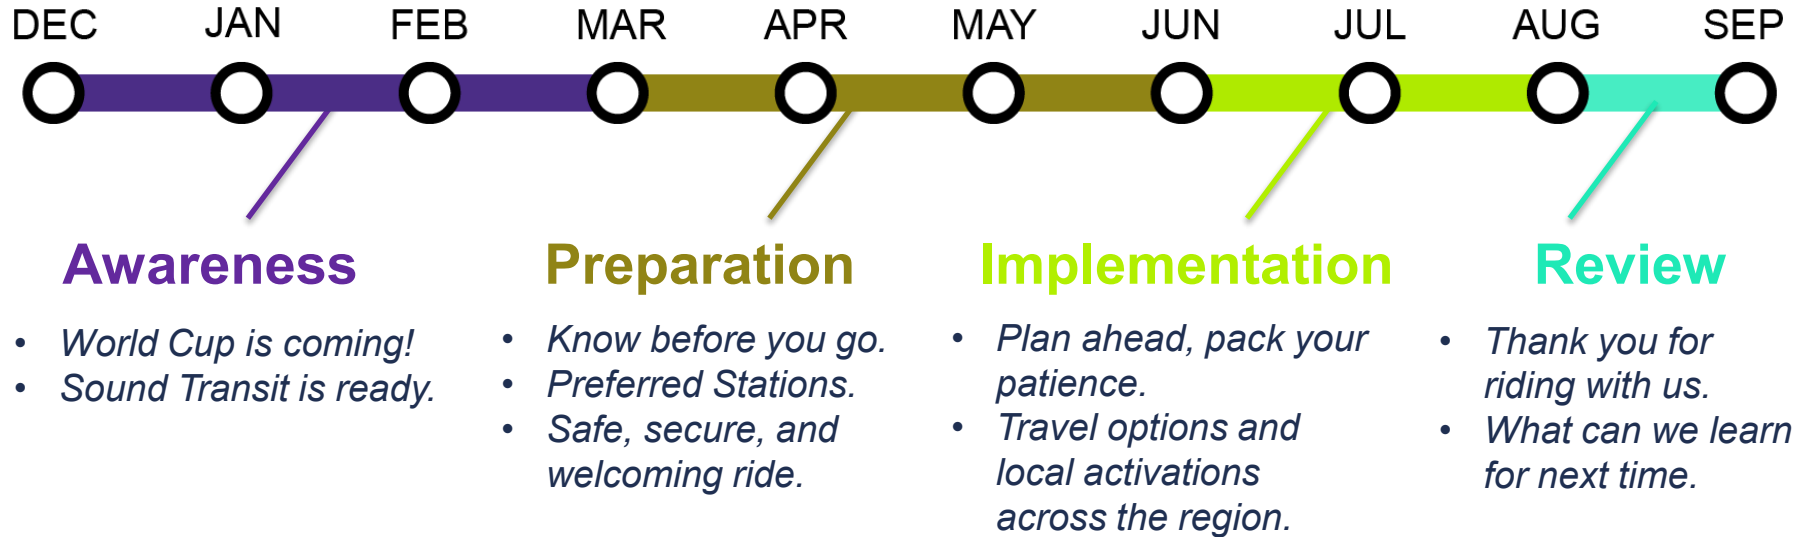 DEC JAN FEB MAR APR MAY JUN JUL AUG SEP
Awareness
• World Cup is coming!
• Sound Transit is ready.
Preparation
• Know before you go.
• Preferred Stations.
• Safe, secure, and
welcoming ride.
Implementation
• Plan ahead, pack your
patience.
• Travel options and
local activations
across the region.
Review
• Thank you for
riding with us.
• What can we learn
for next time.